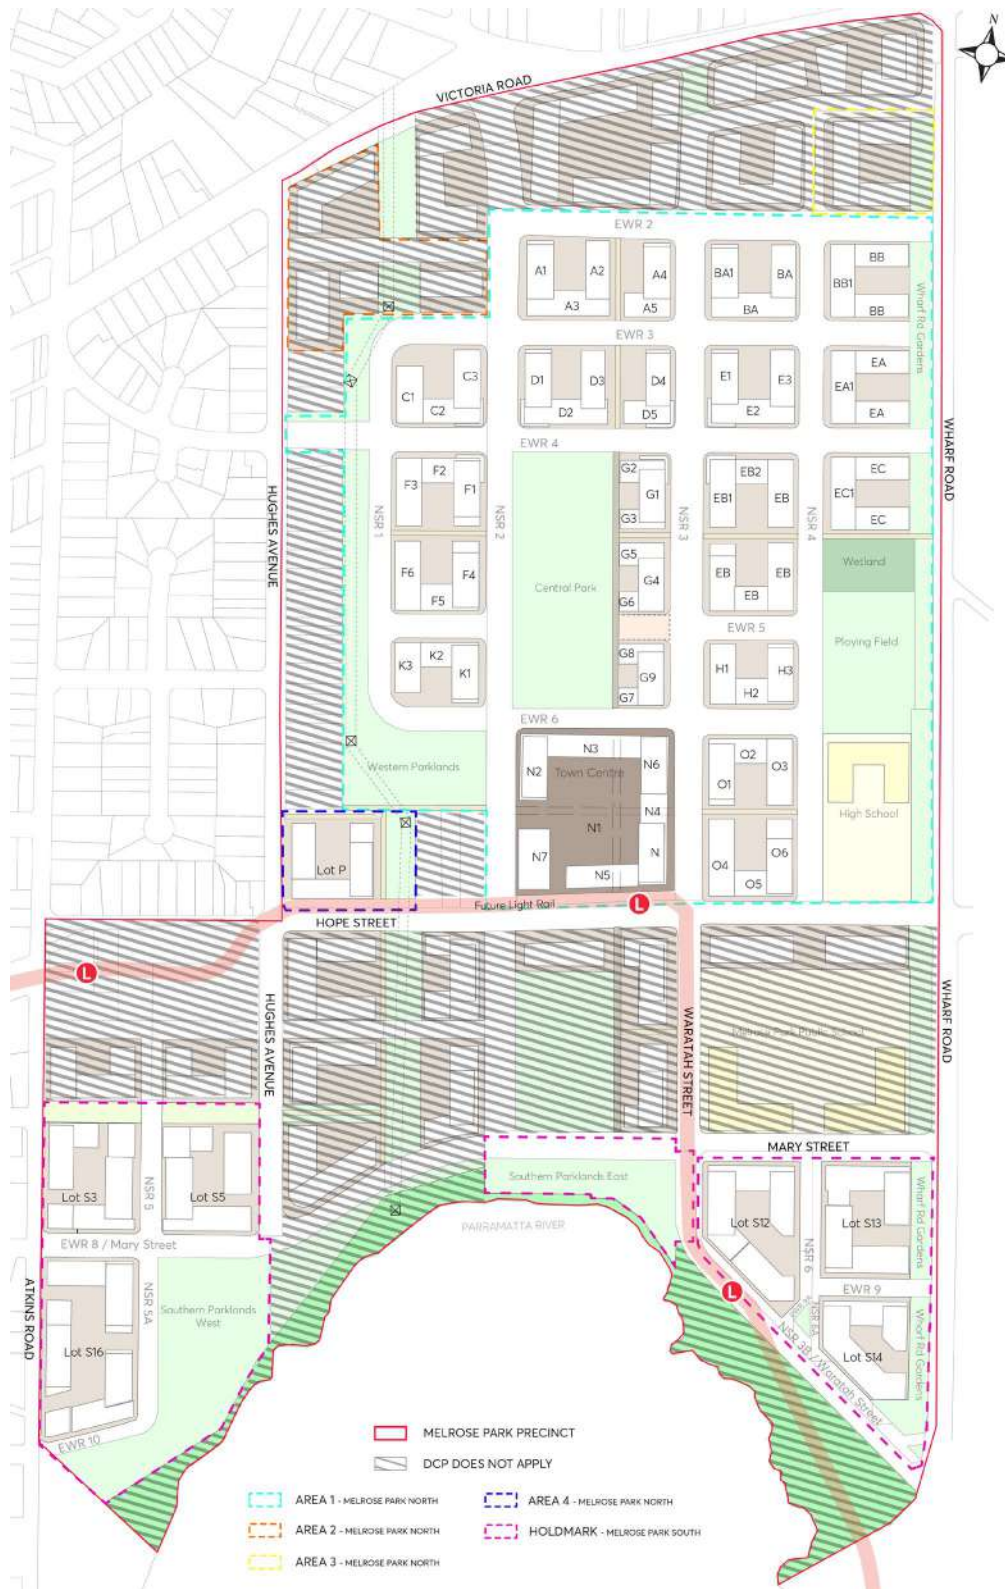 N
VICTORIA ROAD
EWR 2
A1
A2
A4
A3
A5
BA1
BA
BA
BB
BB1
BB
Wharf Rd Gardens
EWR 3
C3
C1
C2
D1
D3
D4
D2
D5
E1
E3
E2
EA
EA1
EA
EWR 4
HUGHES AVENUE
WHARF ROAD
NSR 1
NSR 2
NSR 3
NSR 4
F2
F3
F1
G2
G1
G3
EB2
EB1
EB
EC
EC1
EC
F6
F4
F5
Central Park
G5
G4
G6
EB
EB
EB
Wetland
EWR 5
Ploying Field
K2
K3
K1
G8
G9
G7
H1
H3
H2
EWR 6
Western Parklands
N3
N2
Town Centre
N6
N4
N1
N7
N5
N
O2
O3
O1
O4
O6
O5
High School
Lot P
Future Light Rail
L
HOPE STREET
L
HUGHES AVENUE
WARATAH STREET
WHARF ROAD
Melrose Park Public School
MARY STREET
Southern Parklands East
PARRAMATTA RIVER
Lot S3
Lot S5
NSR 5
EWR 8 / Mary Street
NSR 5A
ATKINS ROAD
Southern Parklands
West
Lot S16
EWR 10
Lot S12
Lot S13
Wharf Rd Gardens
NSR 6
EWR 9
L
NSR 6A
NSR 3B / Waratah Street
Lot S14
Wharf Rd Gardens
MELROSE PARK PRECINCT
DCP DOES NOT APPLY
AREA 1 - MELROSE PARK NORTH
AREA 4 - MELROSE PARK NORTH
AREA 2 - MELROSE PARK NORTH
HOLDMARK - MELROSE PARK SOUTH
AREA 3 - MELROSE PARK NORTH